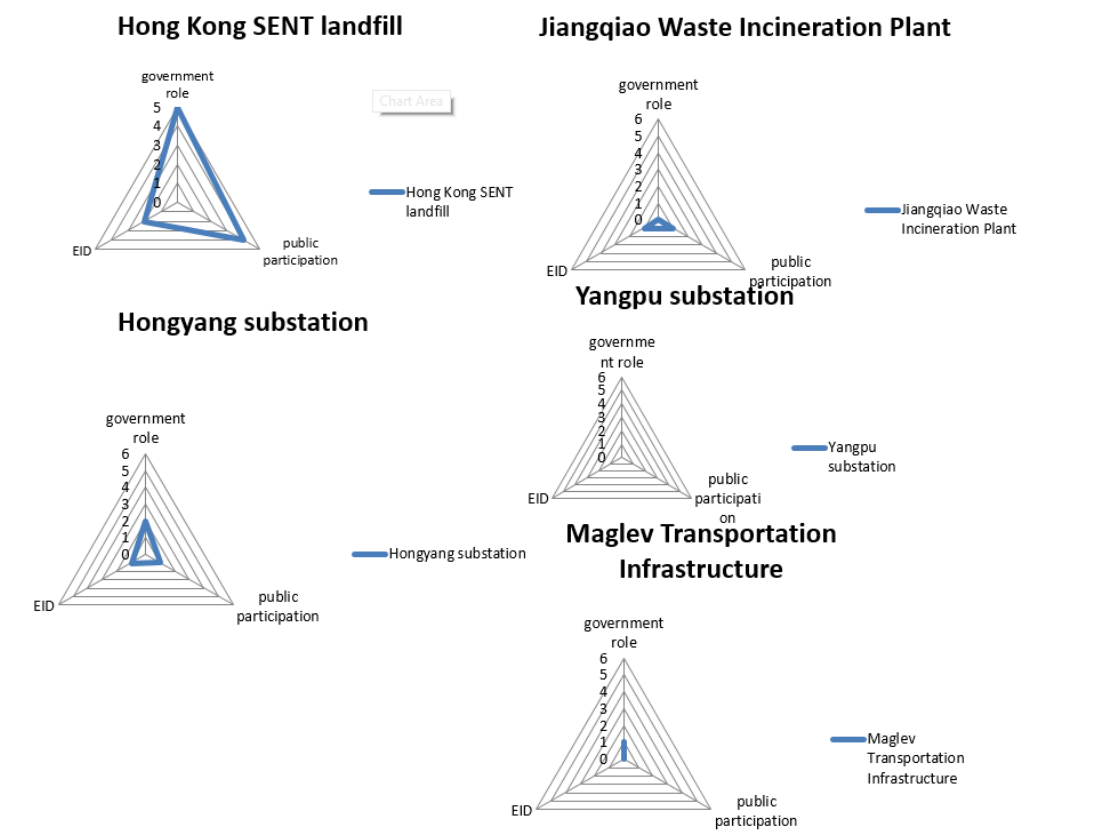 Hong Kong SENT landfill
government
role
5
4
3
2
1
0
EID
public
participation
Chart Area
Hong Kong SENT
landfill
Jiangqiao Waste Incineration Plant
government
role
6
5
4
3
2
1
0
EID
public
participation
Jiangqiao Waste
Incineration Plant
Hongyang substation
government
role
6
5
4
3
2
1
0
EID
public
participation
Hongyang substation
Yangpu substation
governme
nt role
6
5
4
3
2
1
0
EID
public
participati
on
Yangpu
substation
Maglev Transportation
Infrastructure
government
role
6
5
4
3
2
1
0
EID
public
participation
Maglev
Transportation
Infrastructure